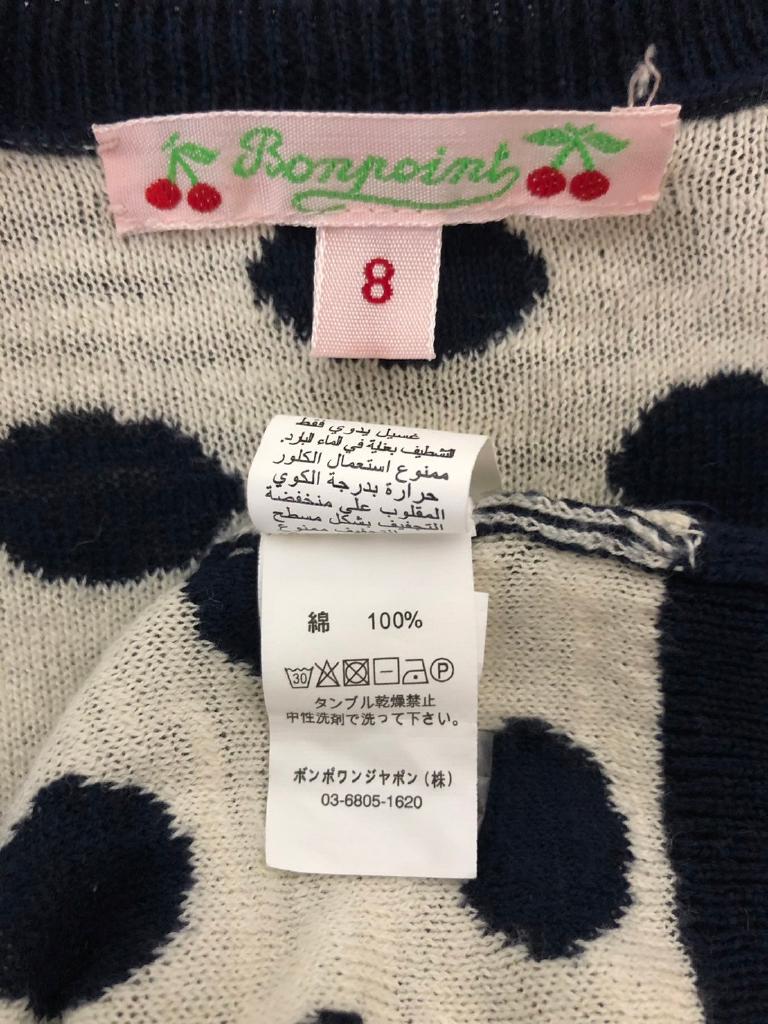 Bonpoint
8
غسيل يدوي فقط
التشطيف بعناية في الماء البارد.
ممنوع استعمال الكلور
حرارة بدرجة الكوي
المقلوب على منخفضة
التجفيف بشكل مسطح
綿 100%
30 P
タンブル乾燥禁止
中性洗剤で洗って下さい。
ボンポワンジャポン(株)
03-6805-1620